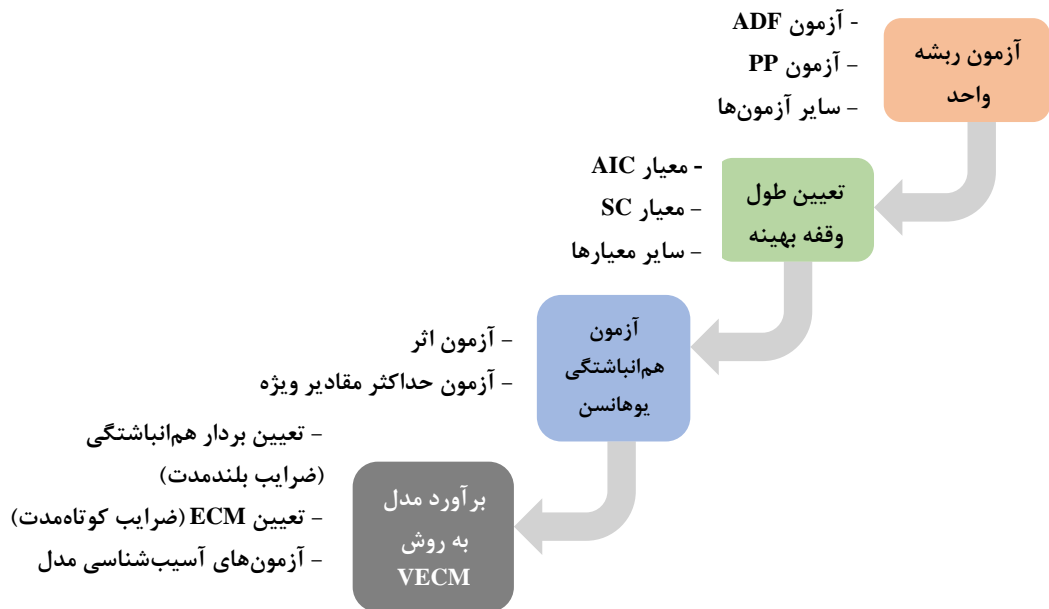 آزمون ریشه
واحد
- آزمون ADF
– آزمون PP
– سایر آزمون‌ها
تعیین طول
وقفه بهینه
- معیار AIC
– معیار SC
– سایر معیارها
آزمون
هم‌انباشتگی
یوهانسن
– آزمون اثر
– آزمون حداکثر مقادیر ویژه
برآورد مدل
به روش
VECM
– تعیین بردار هم‌انباشتگی
(ضرایب بلندمدت)
– تعیین ECM (ضرایب کوتاه‌مدت)
– آزمون‌های آسیب‌شناسی مدل